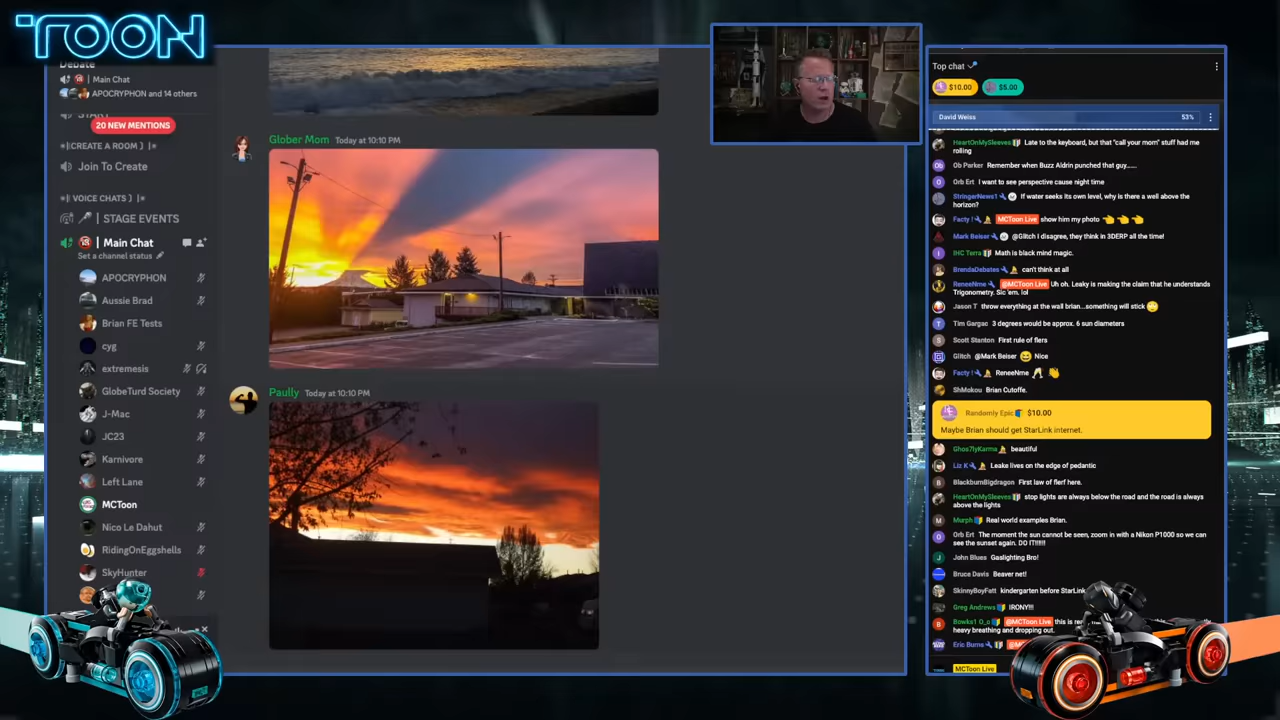 TOON
Debate
Main Chat
APOCRYPHON and 14 others
START
20 NEW MENTIONS
*|(CREATE A ROOM ) |*
Join To Create
*|( VOICE CHATS ) |*
| STAGE EVENTS
Main Chat
Set a channel status
APOCRYPHON
Aussie Brad
Brian FE Tests
cyg
extremesis
GlobeTurd Society
J-Mac
JC23
Karnivore
Left Lane
MCToon
Nico Le Dahut
RidingOnEggshells
SkyHunter
Glober Mom Today at 10:10 PM
Paully Today at 10:10 PM
Top chat
$10.00 $5.00
David Weiss 53%
HeartOnMySleeves Late to the keyboard, but that "call your mom" stuff had me
rolling
Ob Parker Remember when Buzz Aldrin punched that guy......
Orb Ert I want to see perspective cause night time
StringerNews1 If water seeks its own level, why is there a well above the
horizon?
Facty ! MCToon Live show him my photo 👈 👈 👈
Mark Beiser @Glitch I disagree, they think in 3DERP all the time!
IHC Terra Math is black mind magic.
BrendaDebates can't think at all
ReneeNme @MCToon Live Uh oh. Leaky is making the claim that he understands
Trigonometry. Sic 'em. lol
Jason T throw everything at the wall brian...something will stick 🙄
Tim Gargac 3 degrees would be approx. 6 sun diameters
Scott Stanton First rule of flers
Glitch @Mark Beiser 😆 Nice
Facty ! ReneeNme 🥂 👏
ShMokou Brian Cutoffe.
Randomly Epic $10.00
Maybe Brian should get StarLink internet.
Ghos7lyKarma beautiful
Liz K Leake lives on the edge of pedantic
BlackburnBigdragon First law of flerf here.
HeartOnMySleeves stop lights are always below the road and the road is always
above the lights
Murph Real world examples Brian.
Orb Ert The moment the sun cannot be seen, zoom in with a Nikon P1000 so we can
see the sunset again. DO IT!!!!!!
John Blues Gaslighting Bro!
Bruce Davis Beaver net!
SkinnyBoyFatt kindergarten before StarLink
Greg Andrews IRONY!!!
Bowks1 O_o @MCToon Live this is
heavy breathing and dropping out.
Eric Burns
MCToon Live